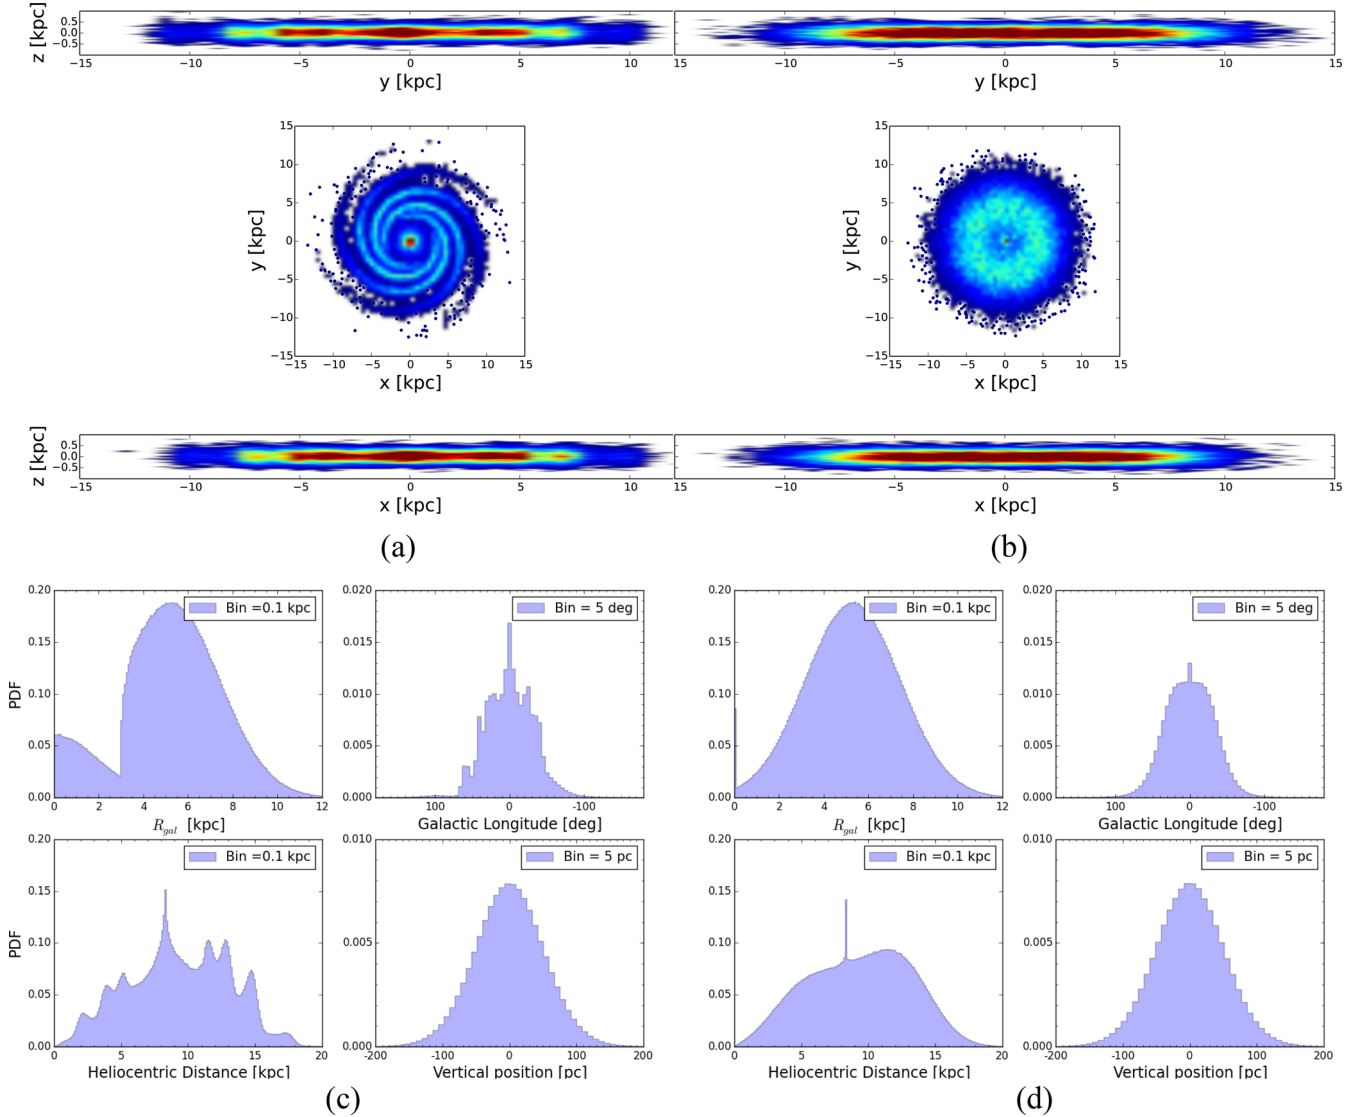 z [kpc]
0.5
0.0
−0.5
−15 −10 −5 0 5 10 15 −10 −5 0 5 10 15
y [kpc] y [kpc]
15 15
10 10
5 5
y [kpc] 0 y [kpc] 0
−5 −5
−10 −10
−15 −15
−15 −10 −5 0 5 10 15 −15 −10 −5 0 5 10 15
x [kpc] x [kpc]
z [kpc]
0.5
0.0
−0.5
−15 −10 −5 0 5 10 15 −10 −5 0 5 10 15
x [kpc] x [kpc]
(a) (b)
0.20 0.020 0.20 0.020
Bin =0.1 kpc Bin = 5 deg Bin =0.1 kpc Bin = 5 deg
0.15 0.015 0.15 0.015
PDF 0.10 0.010 0.10 0.010
0.05 0.005 0.05 0.005
0.00 0.000 0.00 0.000
0 2 4 6 8 10 12 100 0 -100 0 2 4 6 8 10 12 100 0 -100
R_gal [kpc] Galactic Longitude [deg] R_gal [kpc] Galactic Longitude [deg]
0.20 0.010 0.20 0.010
Bin =0.1 kpc Bin = 5 pc Bin =0.1 kpc Bin = 5 pc
0.15 0.15
PDF 0.10 0.005 0.10 0.005
0.05 0.05
0.00 0.000 0.00 0.000
0 5 10 15 20 -200 -100 0 100 200 0 5 10 15 20 -200 -100 0 100 200
Heliocentric Distance [kpc] Vertical position [pc] Heliocentric Distance [kpc] Vertical position [pc]
(c) (d)